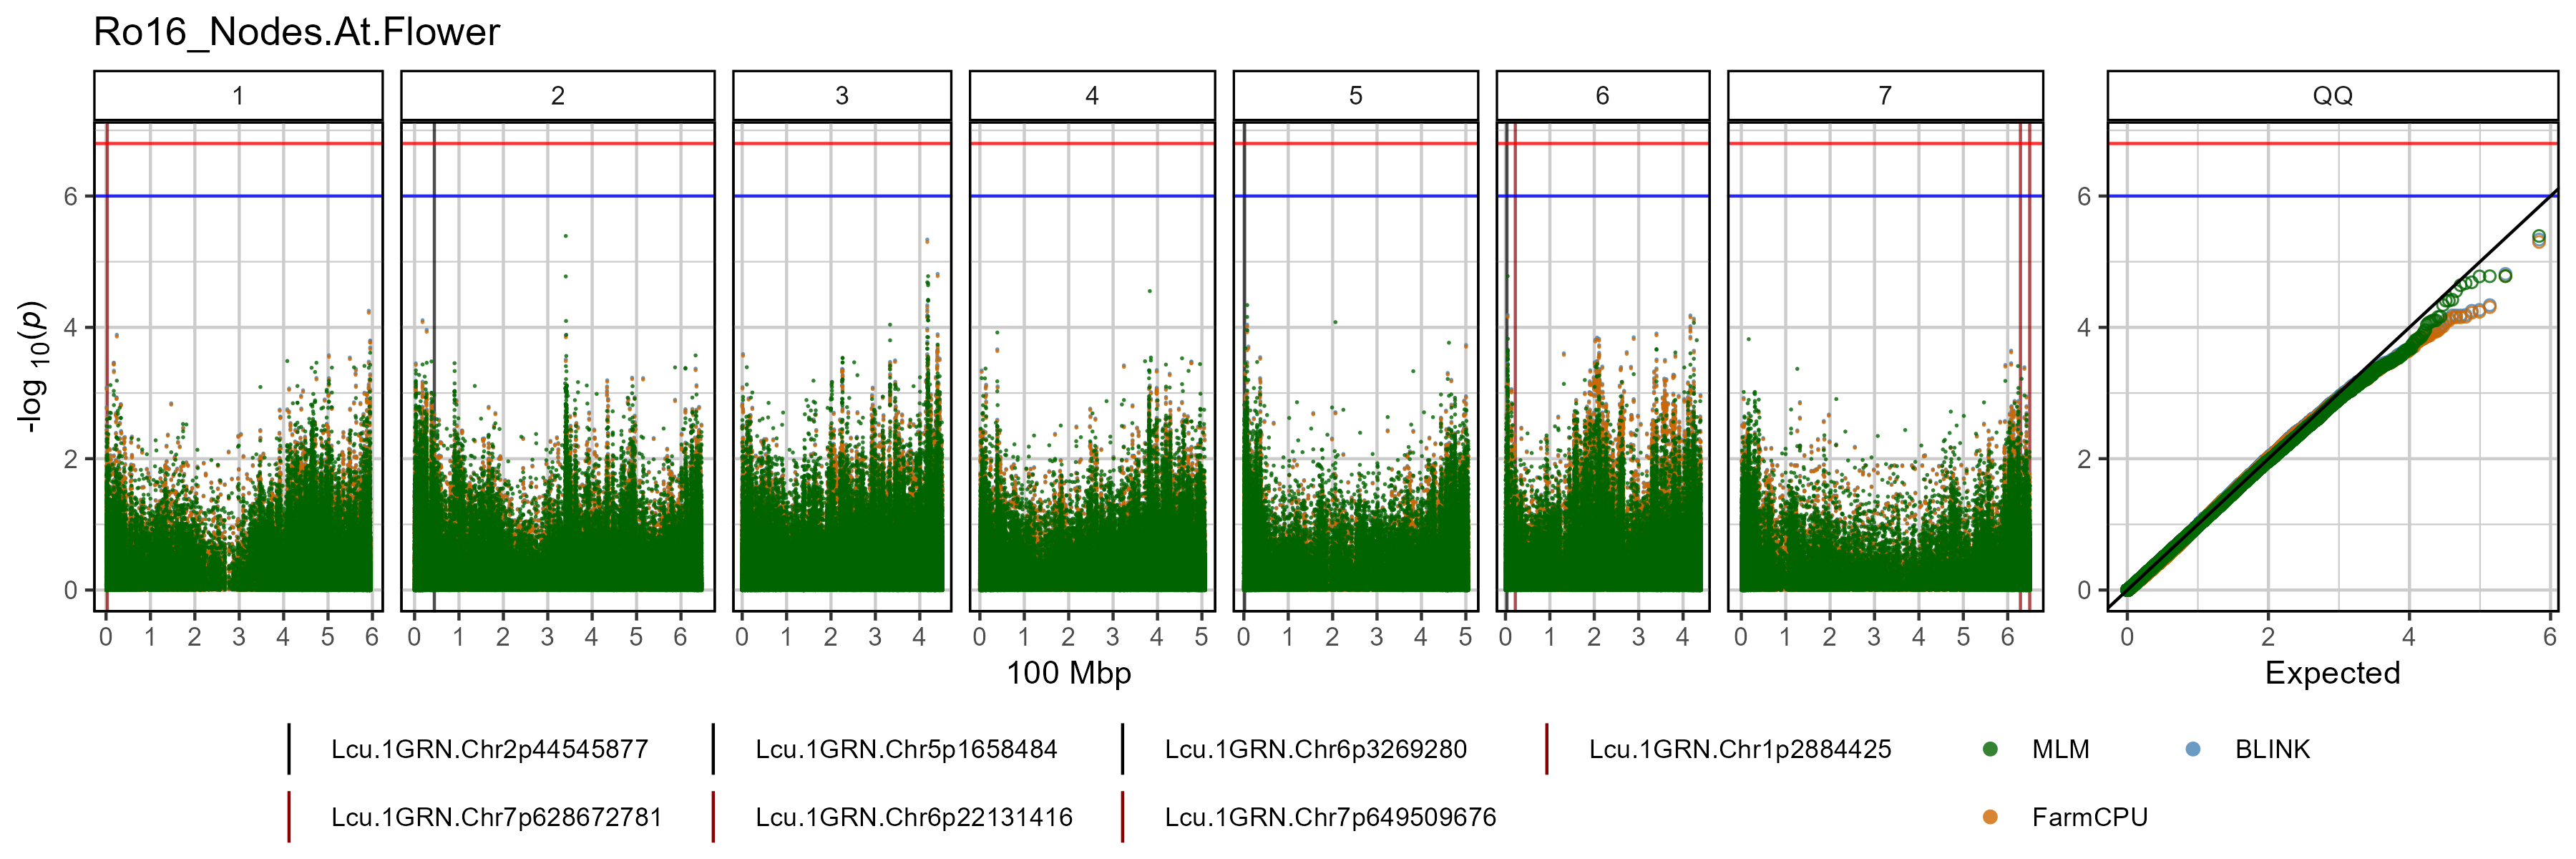 Ro16_Nodes.At.Flower
1 2 3 4 5 6 7 QQ
-log 10(p)
6 6
4 4
2 2
0 0
0 1 2 3 4 5 6 0 1 2 3 4 5 6 0 1 2 3 4 0 1 2 3 4 5 0 1 2 3 4 5 0 1 2 3 4 0 1 2 3 4 5 6 0 2 4 6
100 Mbp Expected
Lcu.1GRN.Chr2p44545877 Lcu.1GRN.Chr5p1658484 Lcu.1GRN.Chr6p3269280 Lcu.1GRN.Chr1p2884425 MLM BLINK
Lcu.1GRN.Chr7p628672781 Lcu.1GRN.Chr6p22131416 Lcu.1GRN.Chr7p649509676 FarmCPU